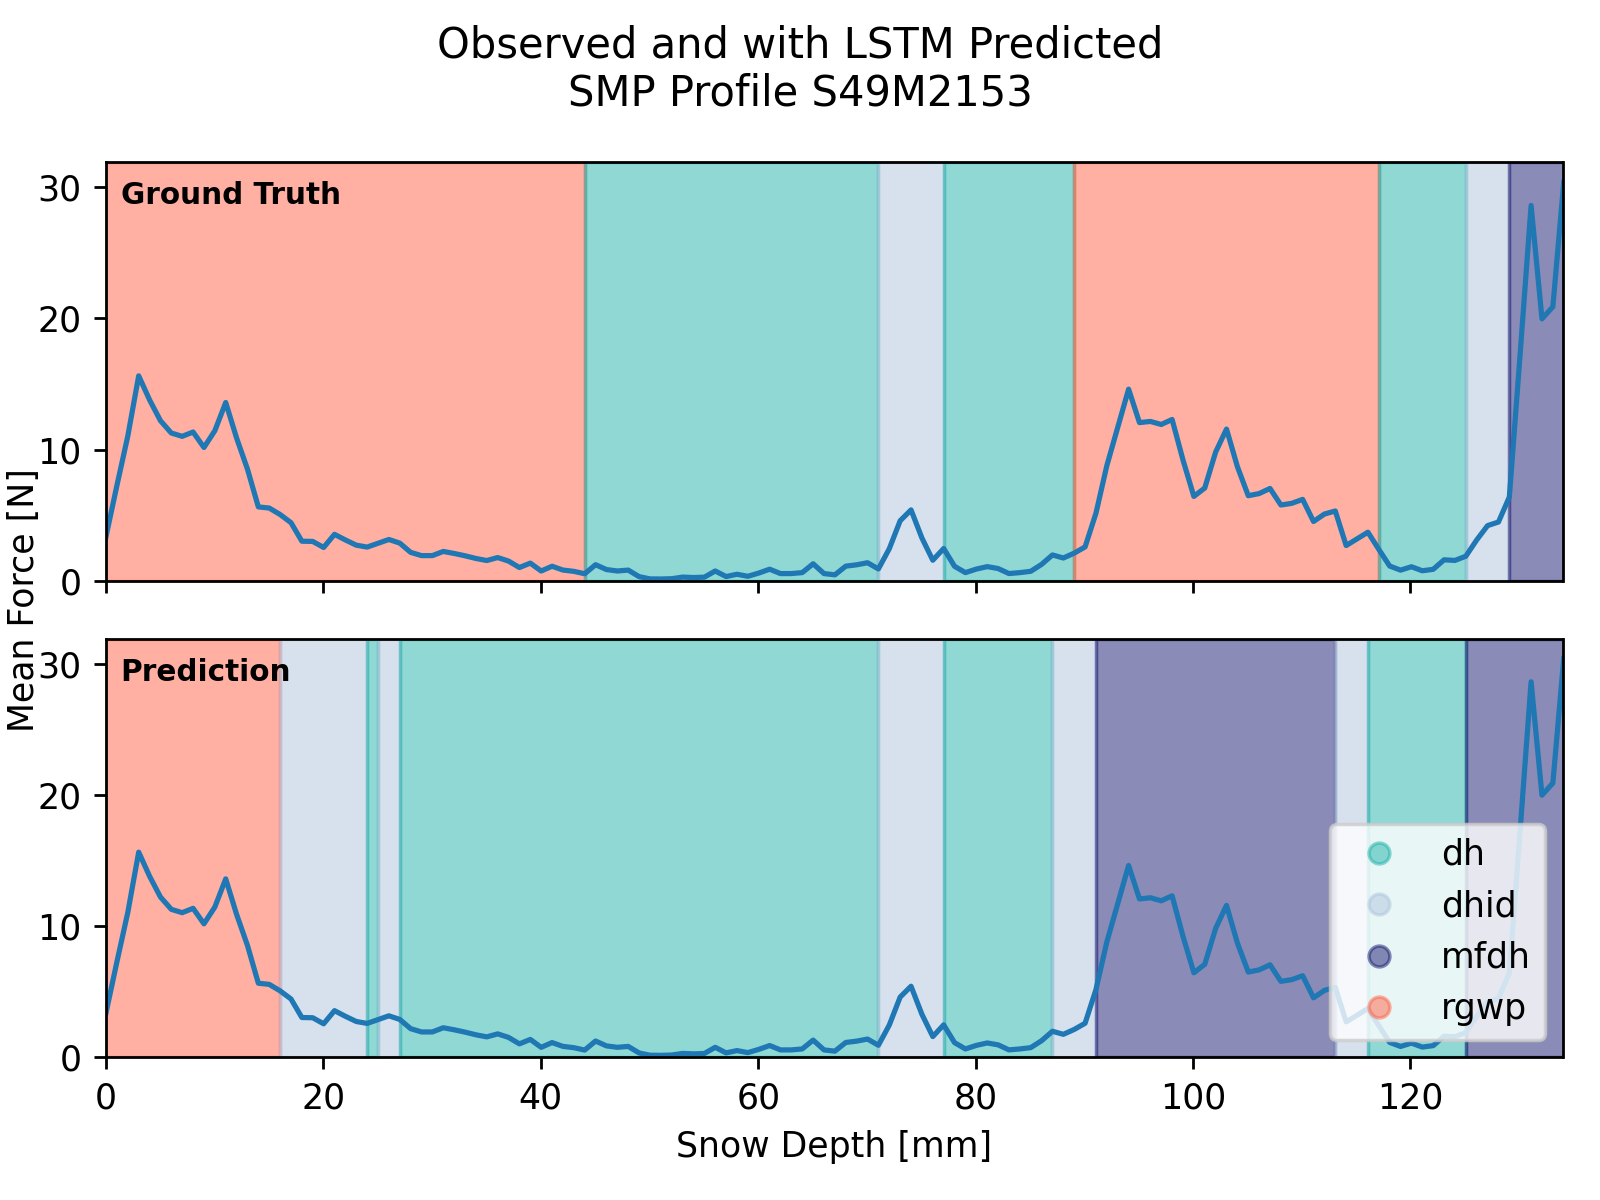 Observed and with LSTM Predicted
SMP Profile S49M2153
Mean Force [N]
30
20
10
0
Ground Truth
30
20
10
0
Prediction
dh
dhid
mfdh
rgwp
0 20 40 60 80 100 120
Snow Depth [mm]